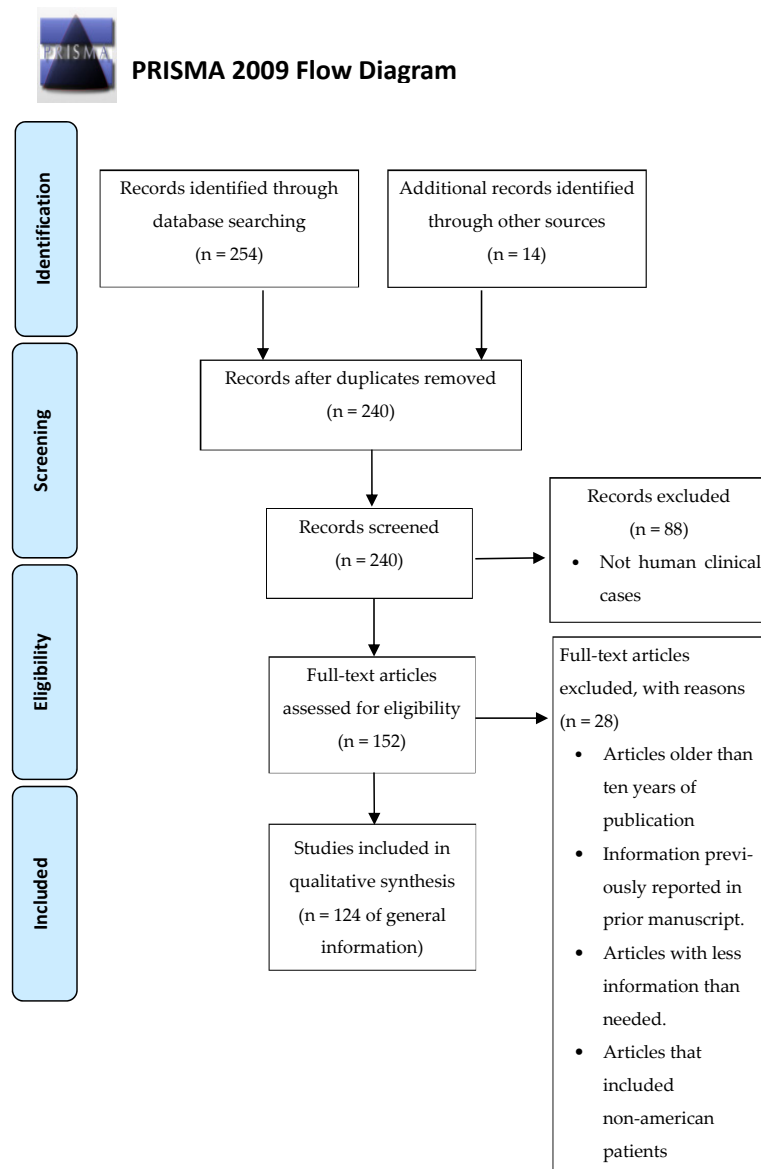 PRISMA
PRISMA 2009 Flow Diagram
Identification
Records identified through
database searching
(n = 254)
Additional records identified
through other sources
(n = 14)
Screening
Records after duplicates removed
(n = 240)
Records screened
(n = 240)
Records excluded
(n = 88)
• Not human clinical
cases
Eligibility
Full-text articles
assessed for eligibility
(n = 152)
Full-text articles
excluded, with reasons
(n = 28)
• Articles older than
ten years of
publication
• Information previ-
ously reported in
prior manuscript.
• Articles with less
information than
needed.
• Articles that
included
non-american
patients
Included
Studies included in
qualitative synthesis
(n = 124 of general
information)